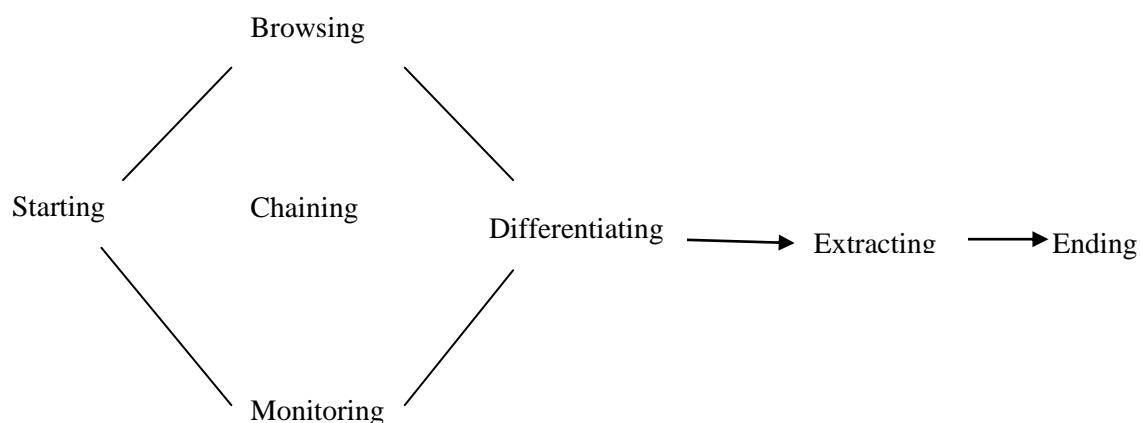 Browsing
Starting
Chaining
Differentiating
Extracting
Ending
Monitoring